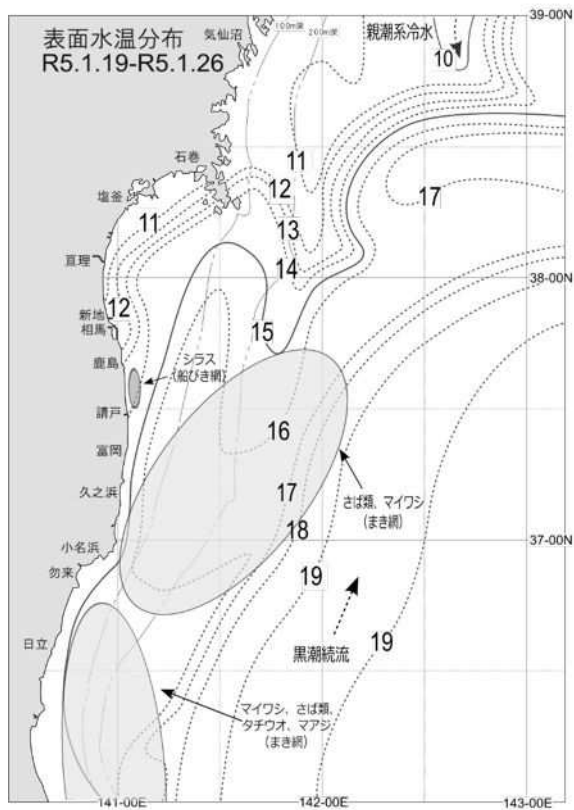 39-00N
表面水温分布
R5.1.19-R5.1.26
気仙沼
100m深
200m深
親潮系冷水
10
石巻
11
12
17
塩釜
11
13
亘理
14
38-00N
12
新地
相馬
15
鹿島
シラス
(船びき網)
請戸
16
富岡
久之浜
17
さば類、マイワシ
(まき網)
18
37-00N
小名浜
勿来
19
日立
19
黒潮続流
マイワシ、さば類、
タチウオ、マアジ
(まき網)
141-00E
142-00E
143-00E